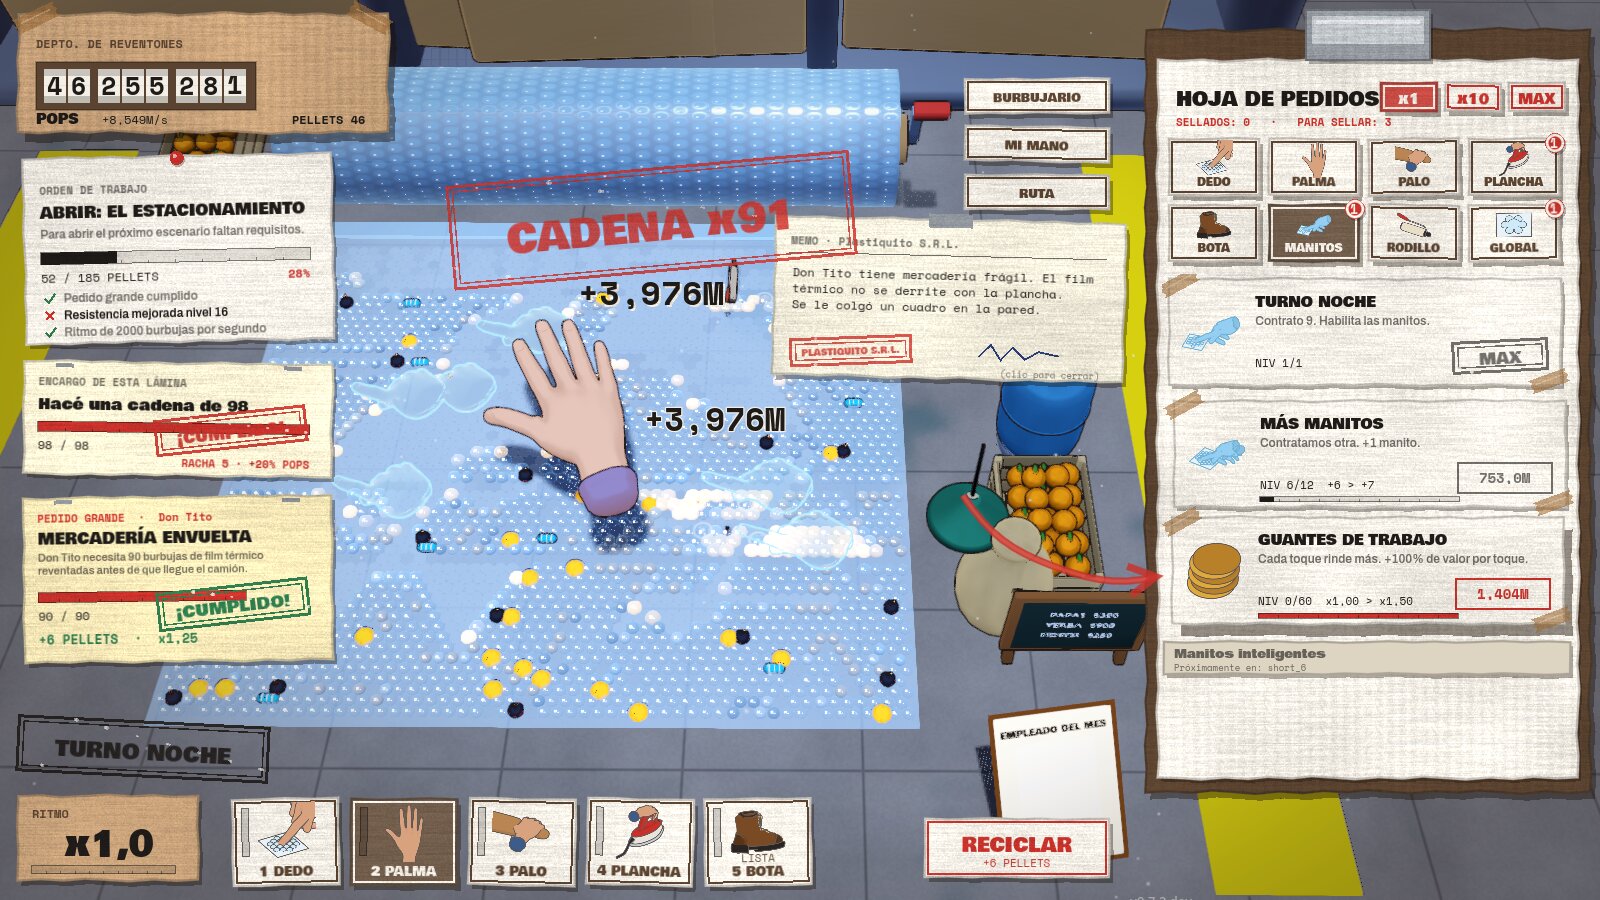 DEPTO. DE REVENTONES
46 255 281
POPS +8,549M/s PELLETS 46
ORDEN DE TRABAJO
ABRIR: EL ESTACIONAMIENTO
Para abrir el próximo escenario faltan requisitos.
52 / 185 PELLETS 28%
Pedido grande cumplido
Resistencia mejorada nivel 16
Ritmo de 2000 burbujas por segundo
ENCARGO DE ESTA LÁMINA
Hacé una cadena de 98
98 / 98
RACHA 5 · +20% POPS
PEDIDO GRANDE · Don Tito
MERCADERÍA ENVUELTA
Don Tito necesita 90 burbujas de film térmico
reventadas antes de que llegue el camión.
¡CUMPLIDO!
90 / 90
+6 PELLETS · x1,25
TURNO NOCHE
RITMO
x1,0
1 DEDO
2 PALMA
3 PALO
4 PLANCHA
LISTA
5 BOTA
CADENA x91
+3,976M
+3,976M
BURBUJARIO
MI MANO
RUTA
MEMO · Plastiquito S.R.L.
Don Tito tiene mercadería frágil. El film
térmico no se derrite con la plancha.
Se le colgó un cuadro en la pared.
PLASTIQUITO S.R.L.
(clic para cerrar)
EMPLEADO DEL MES
RECICLAR
+6 PELLETS
HOJA DE PEDIDOS x1 x10 MAX
SELLADOS: 0 · PARA SELLAR: 3
DEDO
PALMA
PALO
PLANCHA 1
BOTA
MANITOS 1
RODILLO
GLOBAL 1
TURNO NOCHE
Contrato 9. Habilita las manitos.
NIV 1/1
MAX
MÁS MANITOS
Contratamos otra. +1 manito.
NIV 6/12 +6 > +7
753,0M
GUANTES DE TRABAJO
Cada toque rinde más. +100% de valor por toque.
NIV 0/60 x1,00 > x1,50
1,404M
Manitos inteligentes
Próximamente en: short_6